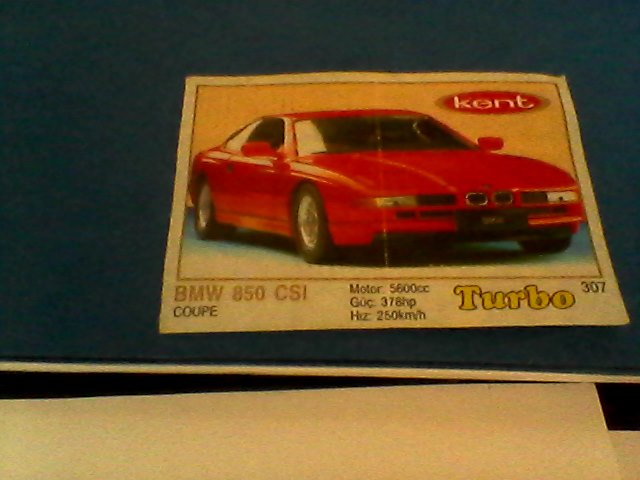 kent
BMW 850 CSI
COUPE
Motor: 5600cc
Güç: 378hp
Hız: 250km/h
Turbo
307